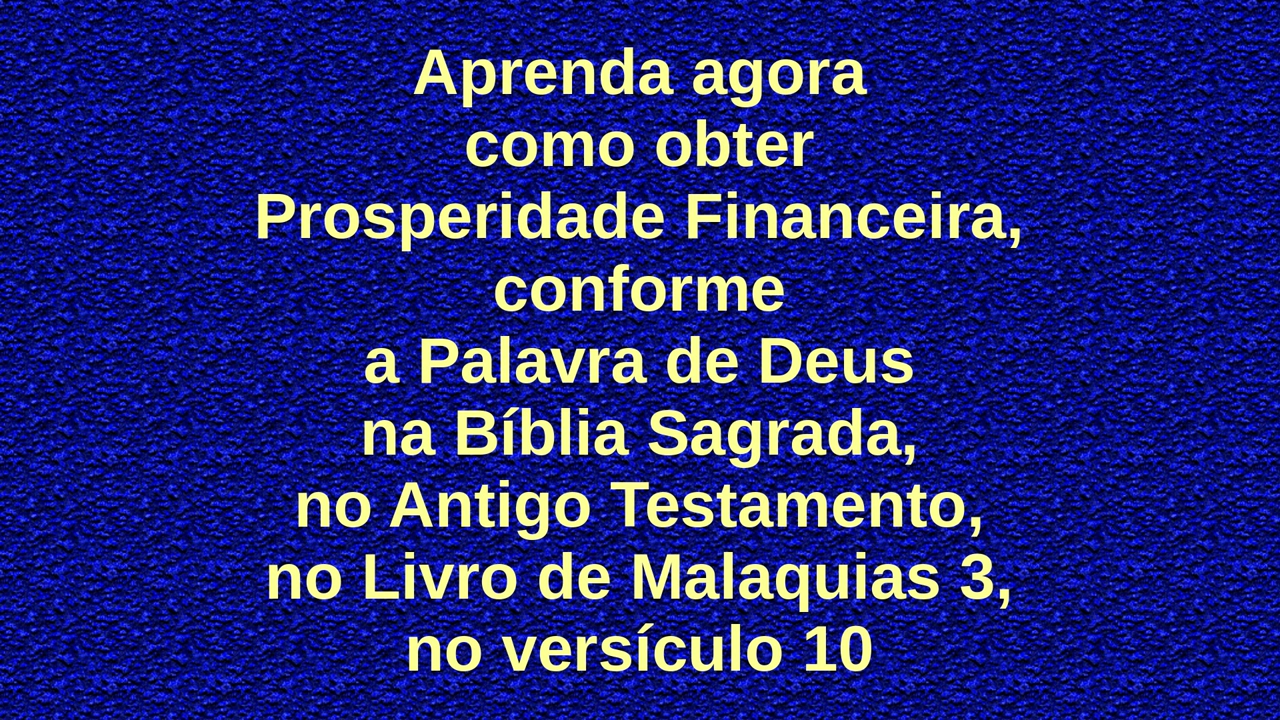 Aprenda agora
como obter
Prosperidade Financeira,
conforme
a Palavra de Deus
na Bíblia Sagrada,
no Antigo Testamento,
no Livro de Malaquias 3,
no versículo 10